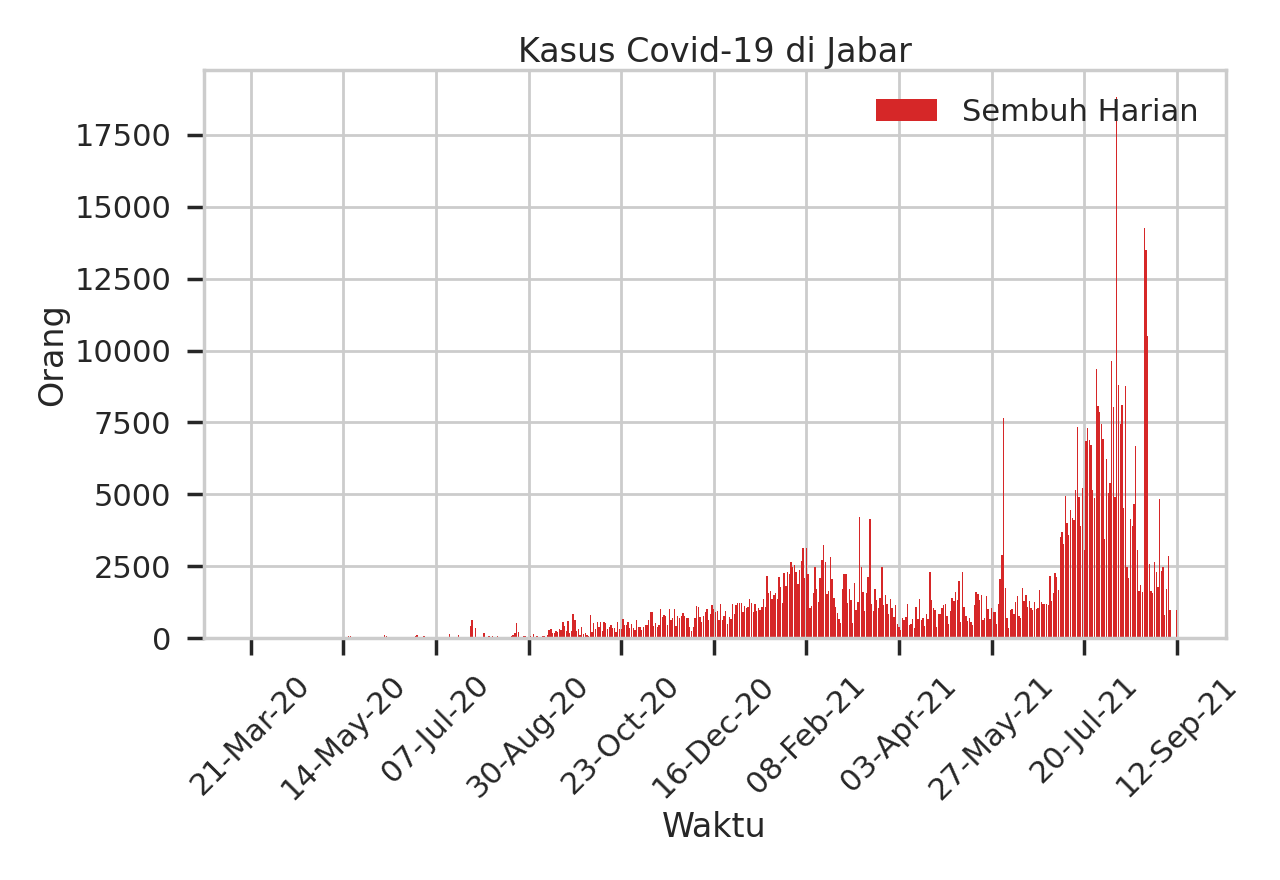 Kasus Covid-19 di Jabar
Sembuh Harian
17500
15000
12500
10000
7500
5000
2500
0
Orang
21-Mar-20
14-May-20
07-Jul-20
30-Aug-20
23-Oct-20
16-Dec-20
08-Feb-21
03-Apr-21
27-May-21
20-Jul-21
12-Sep-21
Waktu